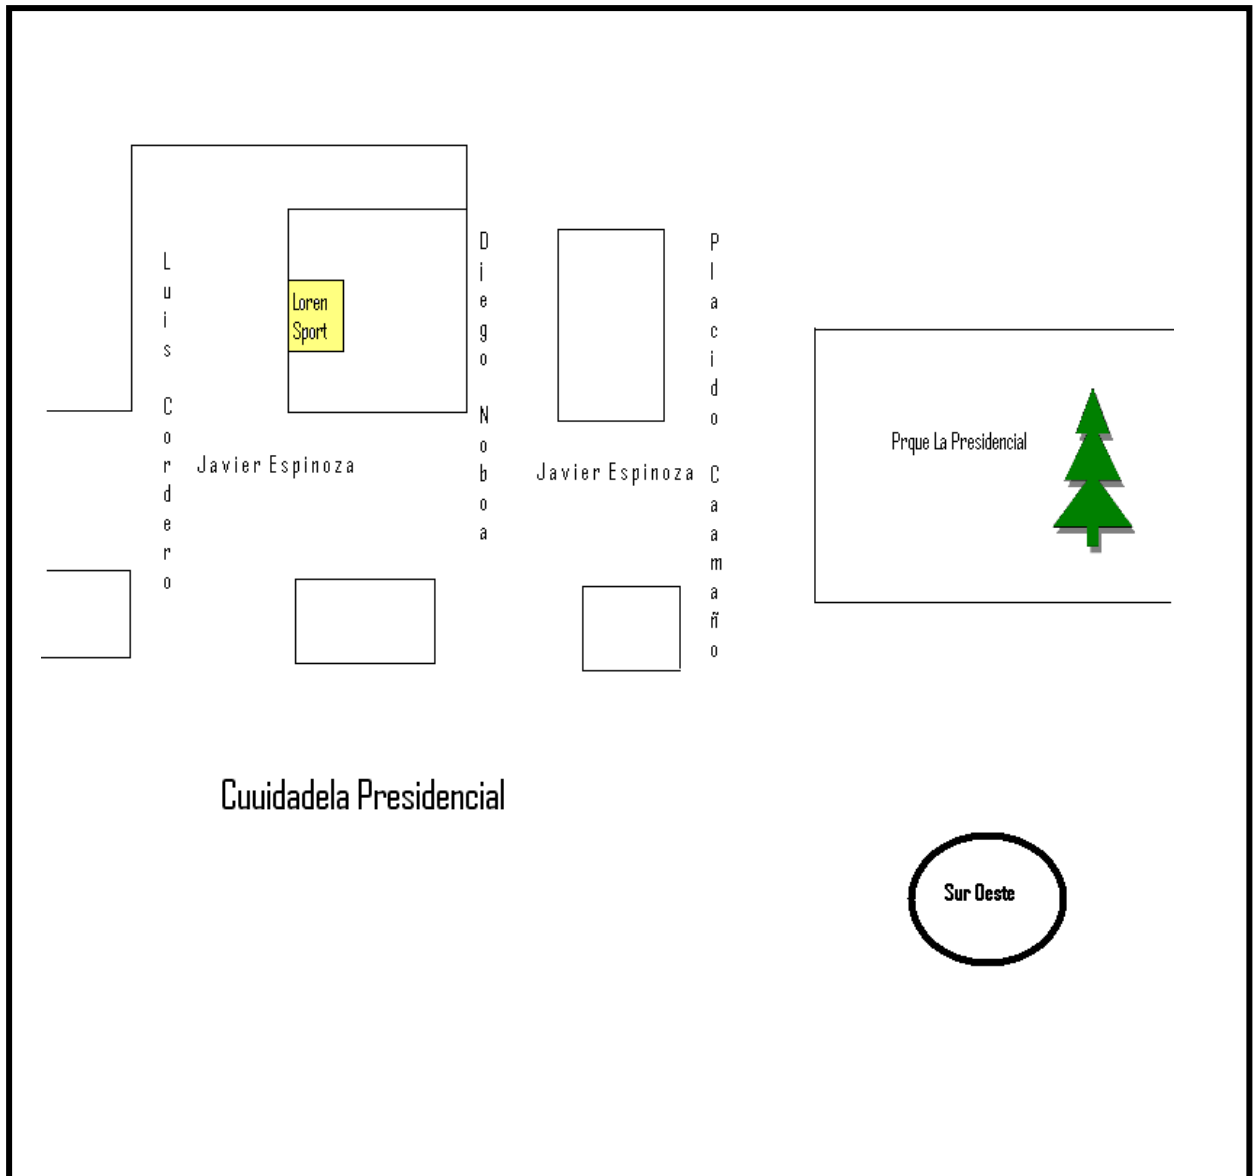 Luis Cordero
Loren
Sport
Diego Noboa
Placido Caamaño
Prque La Presidencial
Javier Espinoza
Javier Espinoza
Cuuidadela Presidencial
Sur Oeste